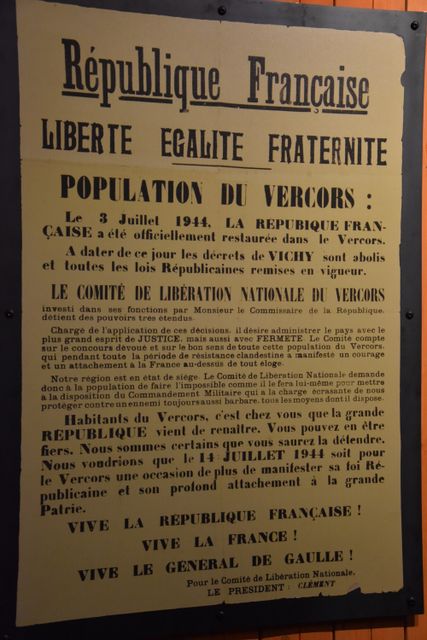 République Française
LIBERTE EGALITE FRATERNITE
POPULATION DU VERCORS :
Le 3 Juillet 1944, LA REPUBIQUE FRAN-
ÇAISE a été officiellement restaurée dans le Vercors.
A dater de ce jour les décrets de VICHY sont abolis
et toutes les lois Républicaines remises en vigueur.
LE COMITÉ DE LIBÉRATION NATIONALE DU VERCORS
investi dans ses fonctions par Monsieur le Commissaire de la République,
détient des pouvoirs tres étendus.
Chargé de l'application de ces décisions, il désire administrer le pays avec le
plus grand esprit de JUSTICE, mais aussi avec FERMETE. Le Comité compte
sur le concours dévoué et sur le bon sens de toute cette population du Vercors,
qui pendant toute la période de résistance clandestine a manifesté un courage
et un attachement à la France au-dessus de tout éloge.
Notre région est en état de siège. Le Comité de Libération Nationale demande
donc à la population de faire l'impossible comme il le fera lui-même pour mettre
à la disposition du Commandement Militaire qui a la charge écrasante de nous
protéger contre un ennemi toujours aussi barbare, tous les moyens dont il dispose.
Habitants du Vercors, c'est chez vous que la grande
RÉPUBLIQUE vient de renaître. Vous pouvez en être
fiers. Nous sommes certains que vous saurez la défendre.
Nous voudrions que le 14 JUILLET 1944 soit pour
le Vercors une occasion de plus de manifester sa foi Ré-
publicaine et son profond attachement à la grande
Patrie.
VIVE LA RÉPUBLIQUE FRANÇAISE !
VIVE LA FRANCE !
VIVE LE GÉNÉRAL DE GAULLE !
Pour le Comité de Libération Nationale,
LE PRESIDENT : CLÉMENT